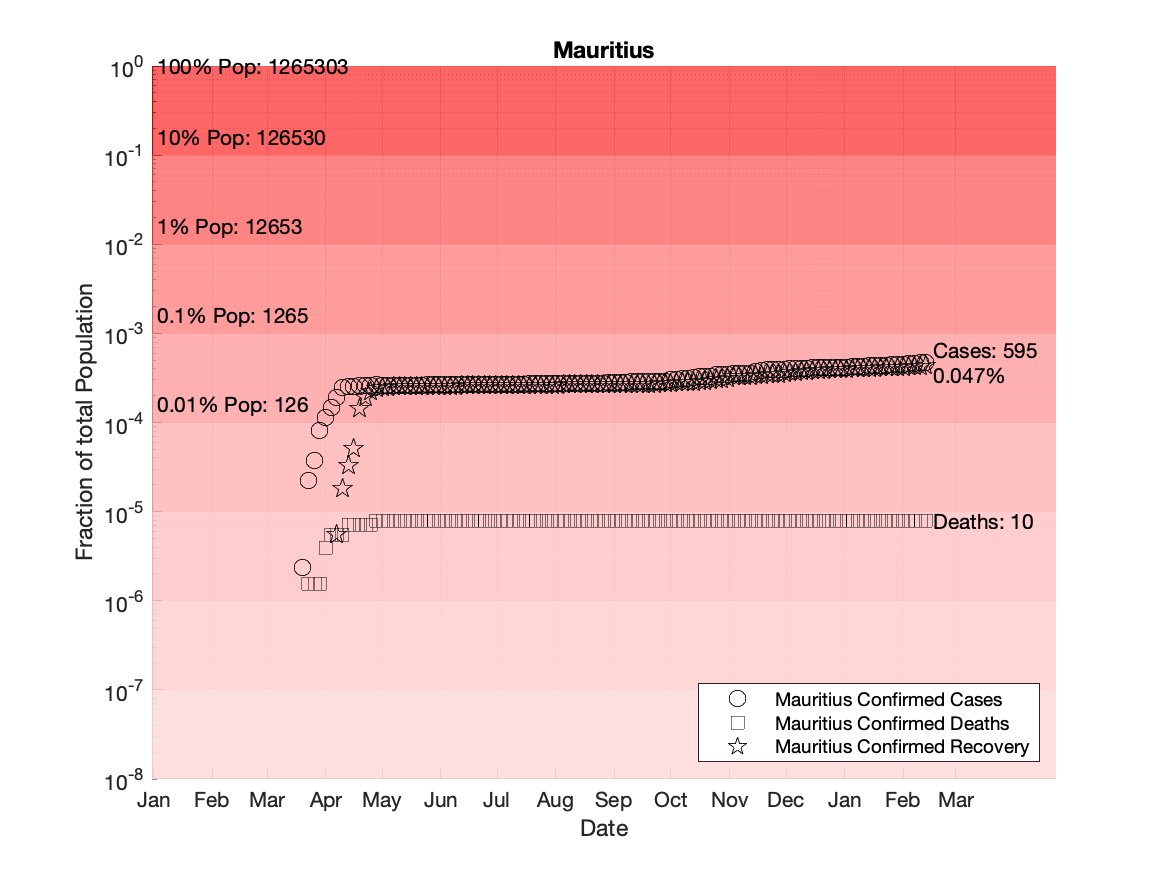 Mauritius
10^0
100% Pop: 1265303
10% Pop: 126530
10^-1
1% Pop: 12653
10^-2
0.1% Pop: 1265
10^-3
Cases: 595
0.047%
0.01% Pop: 126
10^-4
10^-5
Deaths: 10
10^-6
10^-7
10^-8
Fraction of total Population
Mauritius Confirmed Cases
Mauritius Confirmed Deaths
Mauritius Confirmed Recovery
Jan Feb Mar Apr May Jun Jul Aug Sep Oct Nov Dec Jan Feb Mar
Date